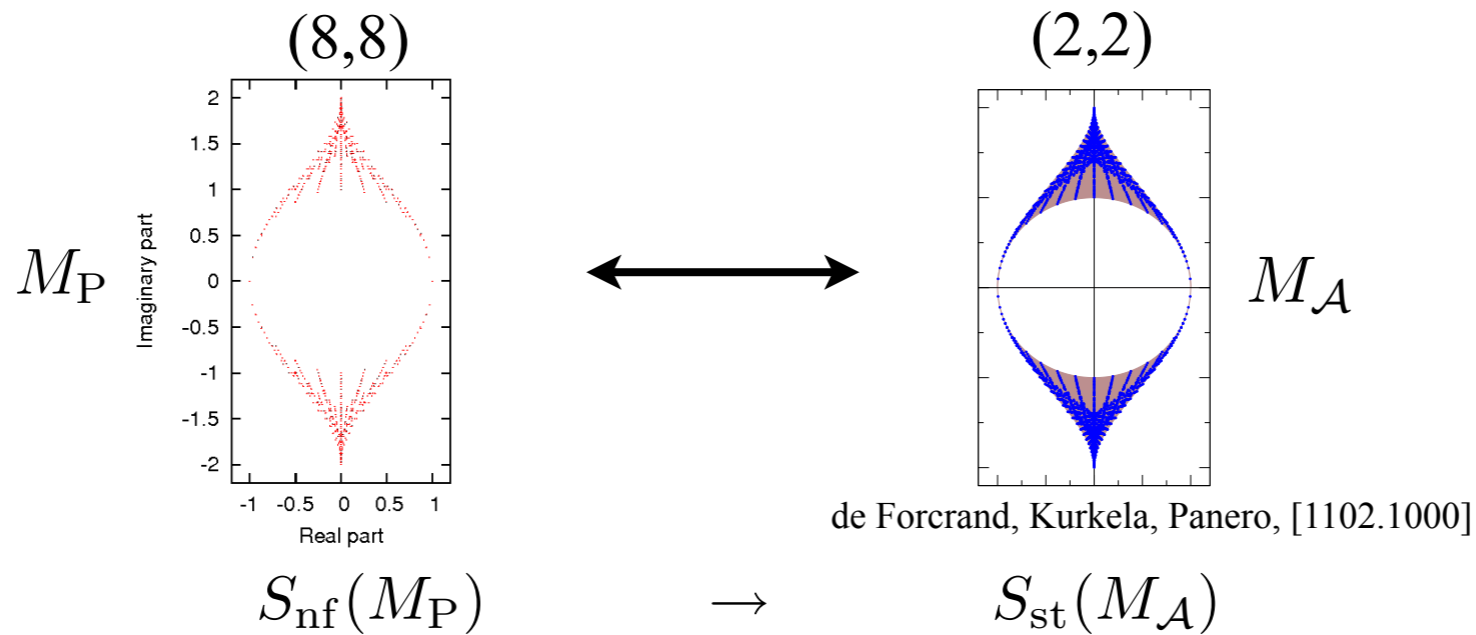 (8,8)
(2,2)
2
1.5
1
0.5
0
-0.5
-1
-1.5
-2
Imaginary part
-1 -0.5 0 0.5 1
Real part
M_P
M_𝒜
de Forcrand, Kurkela, Panero, [1102.1000]
S_nf(M_P) → S_st(M_𝒜)